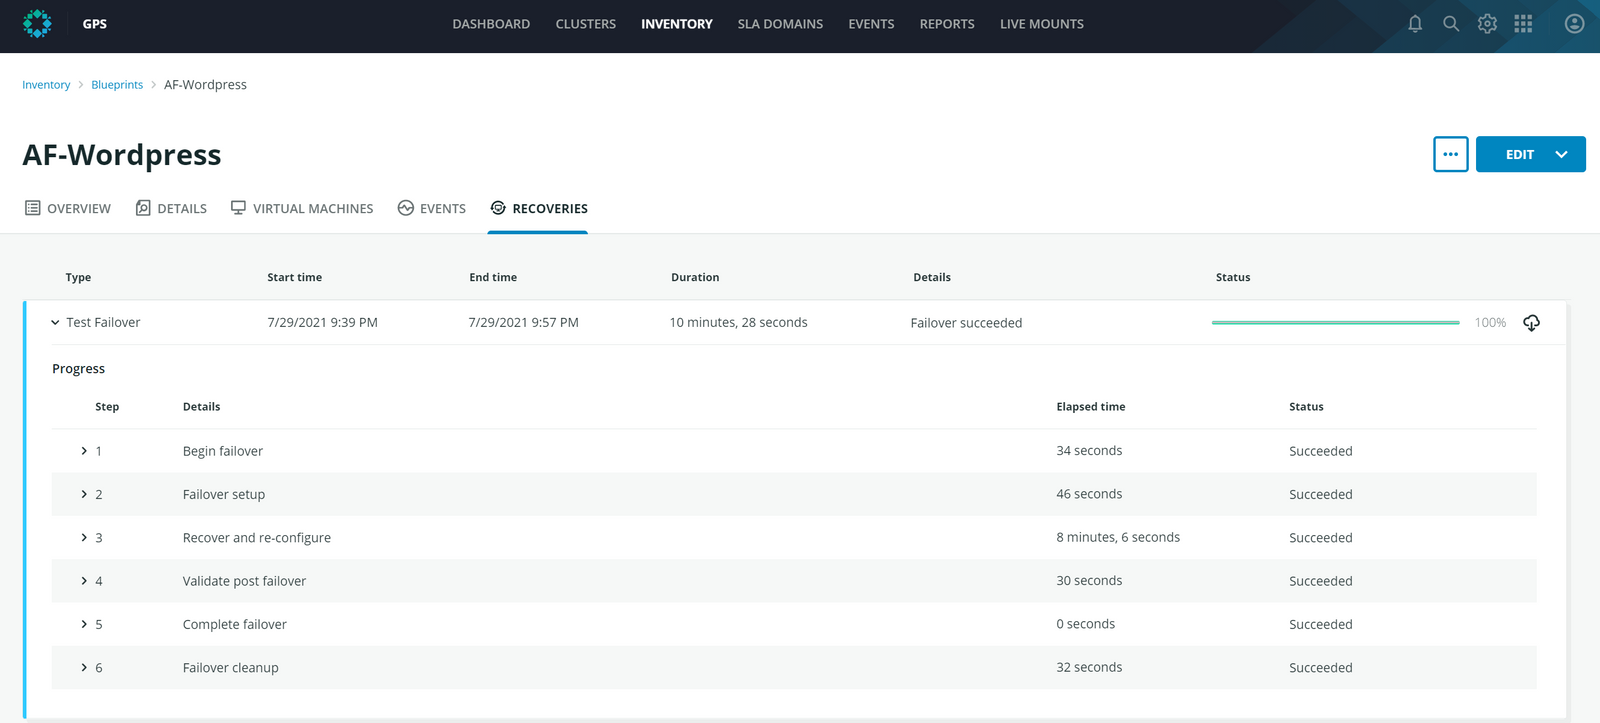 GPS DASHBOARD CLUSTERS INVENTORY SLA DOMAINS EVENTS REPORTS LIVE MOUNTS
Inventory > Blueprints > AF-Wordpress
AF-Wordpress
... EDIT
OVERVIEW DETAILS VIRTUAL MACHINES EVENTS RECOVERIES
Type Start time End time Duration Details Status
Test Failover 7/29/2021 9:39 PM 7/29/2021 9:57 PM 10 minutes, 28 seconds Failover succeeded 100%
Progress
Step Details Elapsed time Status
1 Begin failover 34 seconds Succeeded
2 Failover setup 46 seconds Succeeded
3 Recover and re-configure 8 minutes, 6 seconds Succeeded
4 Validate post failover 30 seconds Succeeded
5 Complete failover 0 seconds Succeeded
6 Failover cleanup 32 seconds Succeeded